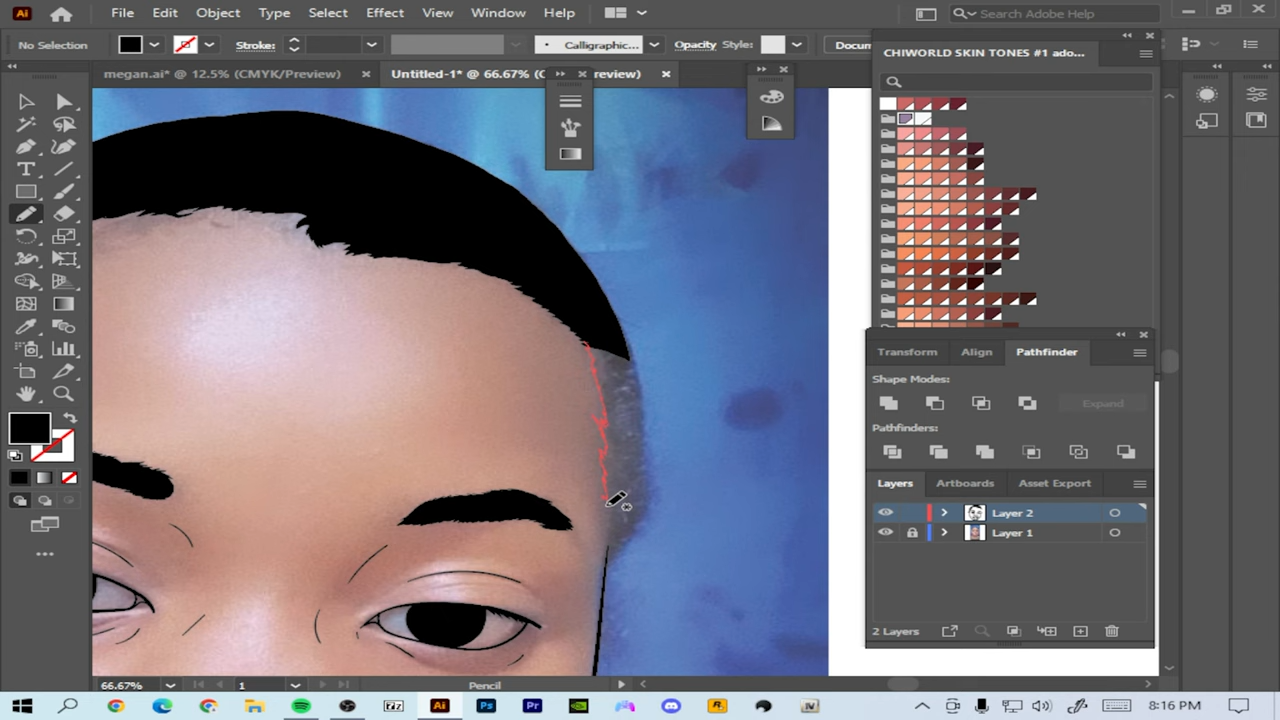 Ai File Edit Object Type Select Effect View Window Help Search Adobe Help
No Selection Stroke: Calligraphic... Opacity Style: Docum
CHIWORLD SKIN TONES #1 ado...
megan.ai* @ 12.5% (CMYK/Preview) Untitled-1* @ 66.67% (C review)
Transform Align Pathfinder
Shape Modes:
Expand
Pathfinders:
Layers Artboards Asset Export
Layer 2
Layer 1
2 Layers
66.67% 1 Pencil
Ai Ps Pr 8:16 PM